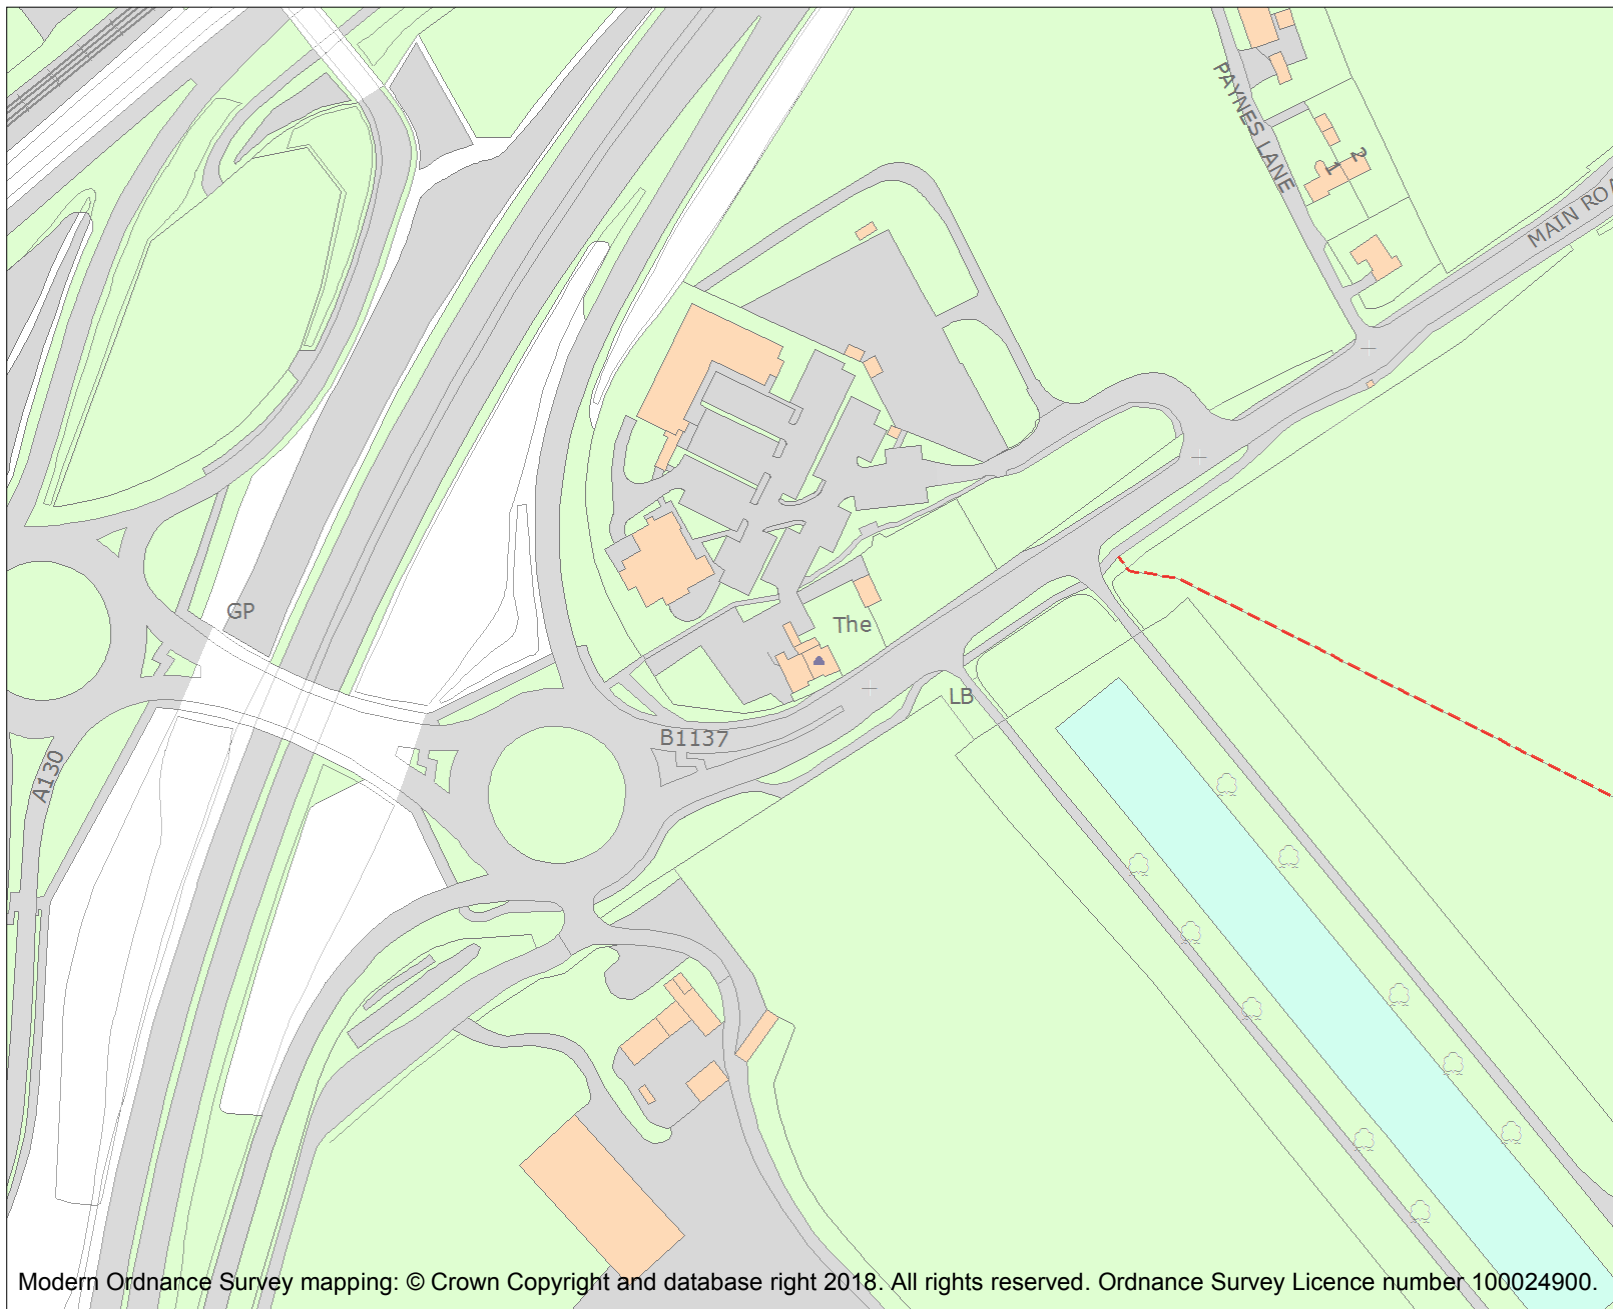 PAYNES LANE
2
1
MAIN ROA
GP
The
LB
B1137
A130
Modern Ordnance Survey mapping: © Crown Copyright and database right 2018. All rights reserved. Ordnance Survey Licence number 100024900.